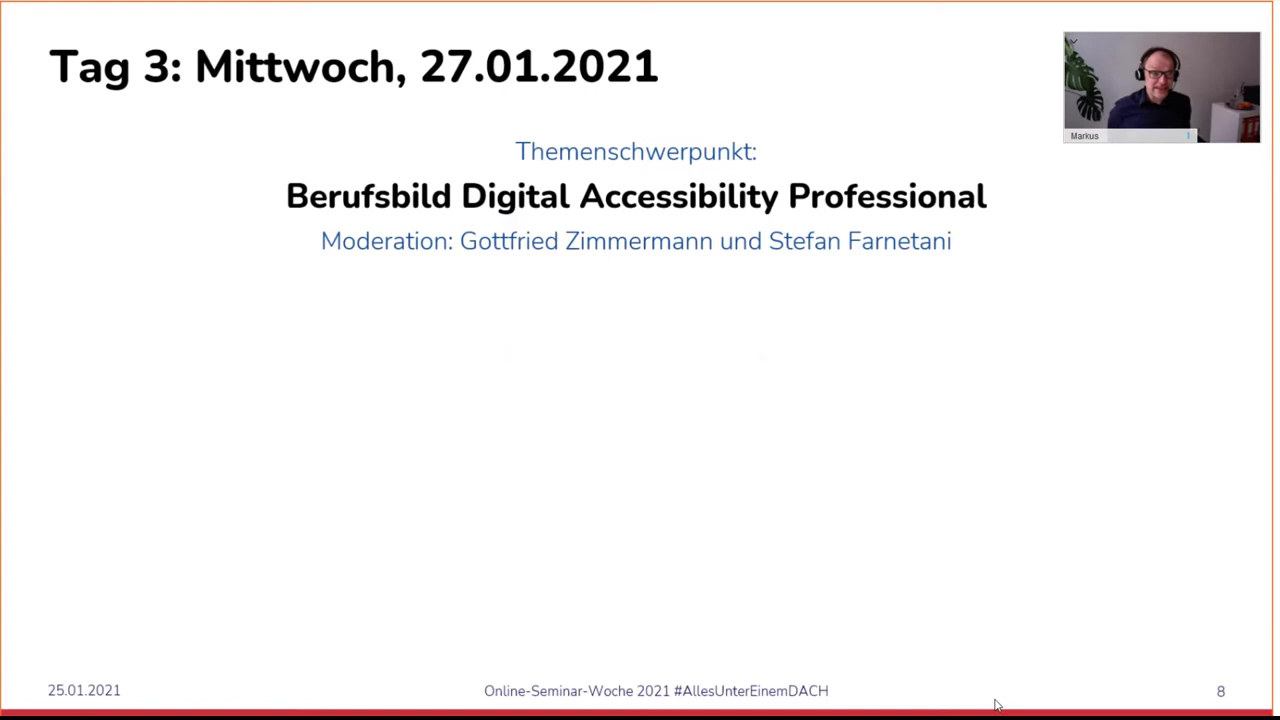 Tag 3: Mittwoch, 27.01.2021
Markus
Themenschwerpunkt:
Berufsbild Digital Accessibility Professional
Moderation: Gottfried Zimmermann und Stefan Farnetani
25.01.2021
Online-Seminar-Woche 2021 #AllesUnterEinemDACH
8